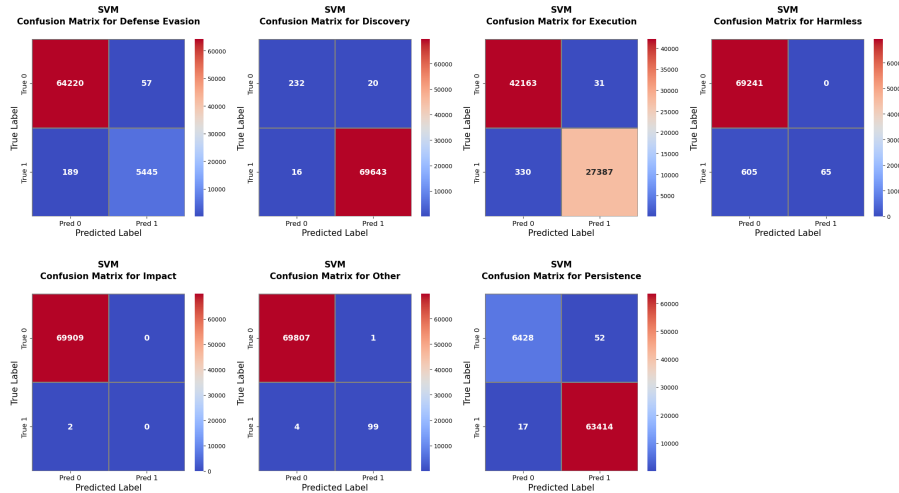 SVM
Confusion Matrix for Defense Evasion
True Label
True 0
True 1
64220
57
189
5445
Pred 0
Pred 1
Predicted Label
60000
50000
40000
30000
20000
10000
SVM
Confusion Matrix for Discovery
True Label
True 0
True 1
232
20
16
69643
Pred 0
Pred 1
Predicted Label
60000
50000
40000
30000
20000
10000
SVM
Confusion Matrix for Execution
True Label
True 0
True 1
42163
31
330
27387
Pred 0
Pred 1
Predicted Label
40000
35000
30000
25000
20000
15000
10000
5000
SVM
Confusion Matrix for Harmless
True Label
True 0
True 1
69241
0
605
65
Pred 0
Pred 1
Predicted Label
60000
50000
40000
30000
20000
10000
0
SVM
Confusion Matrix for Impact
True Label
True 0
True 1
69909
0
2
0
Pred 0
Pred 1
Predicted Label
60000
50000
40000
30000
20000
10000
0
SVM
Confusion Matrix for Other
True Label
True 0
True 1
69807
1
4
99
Pred 0
Pred 1
Predicted Label
60000
50000
40000
30000
20000
10000
SVM
Confusion Matrix for Persistence
True Label
True 0
True 1
6428
52
17
63414
Pred 0
Pred 1
Predicted Label
60000
50000
40000
30000
20000
10000